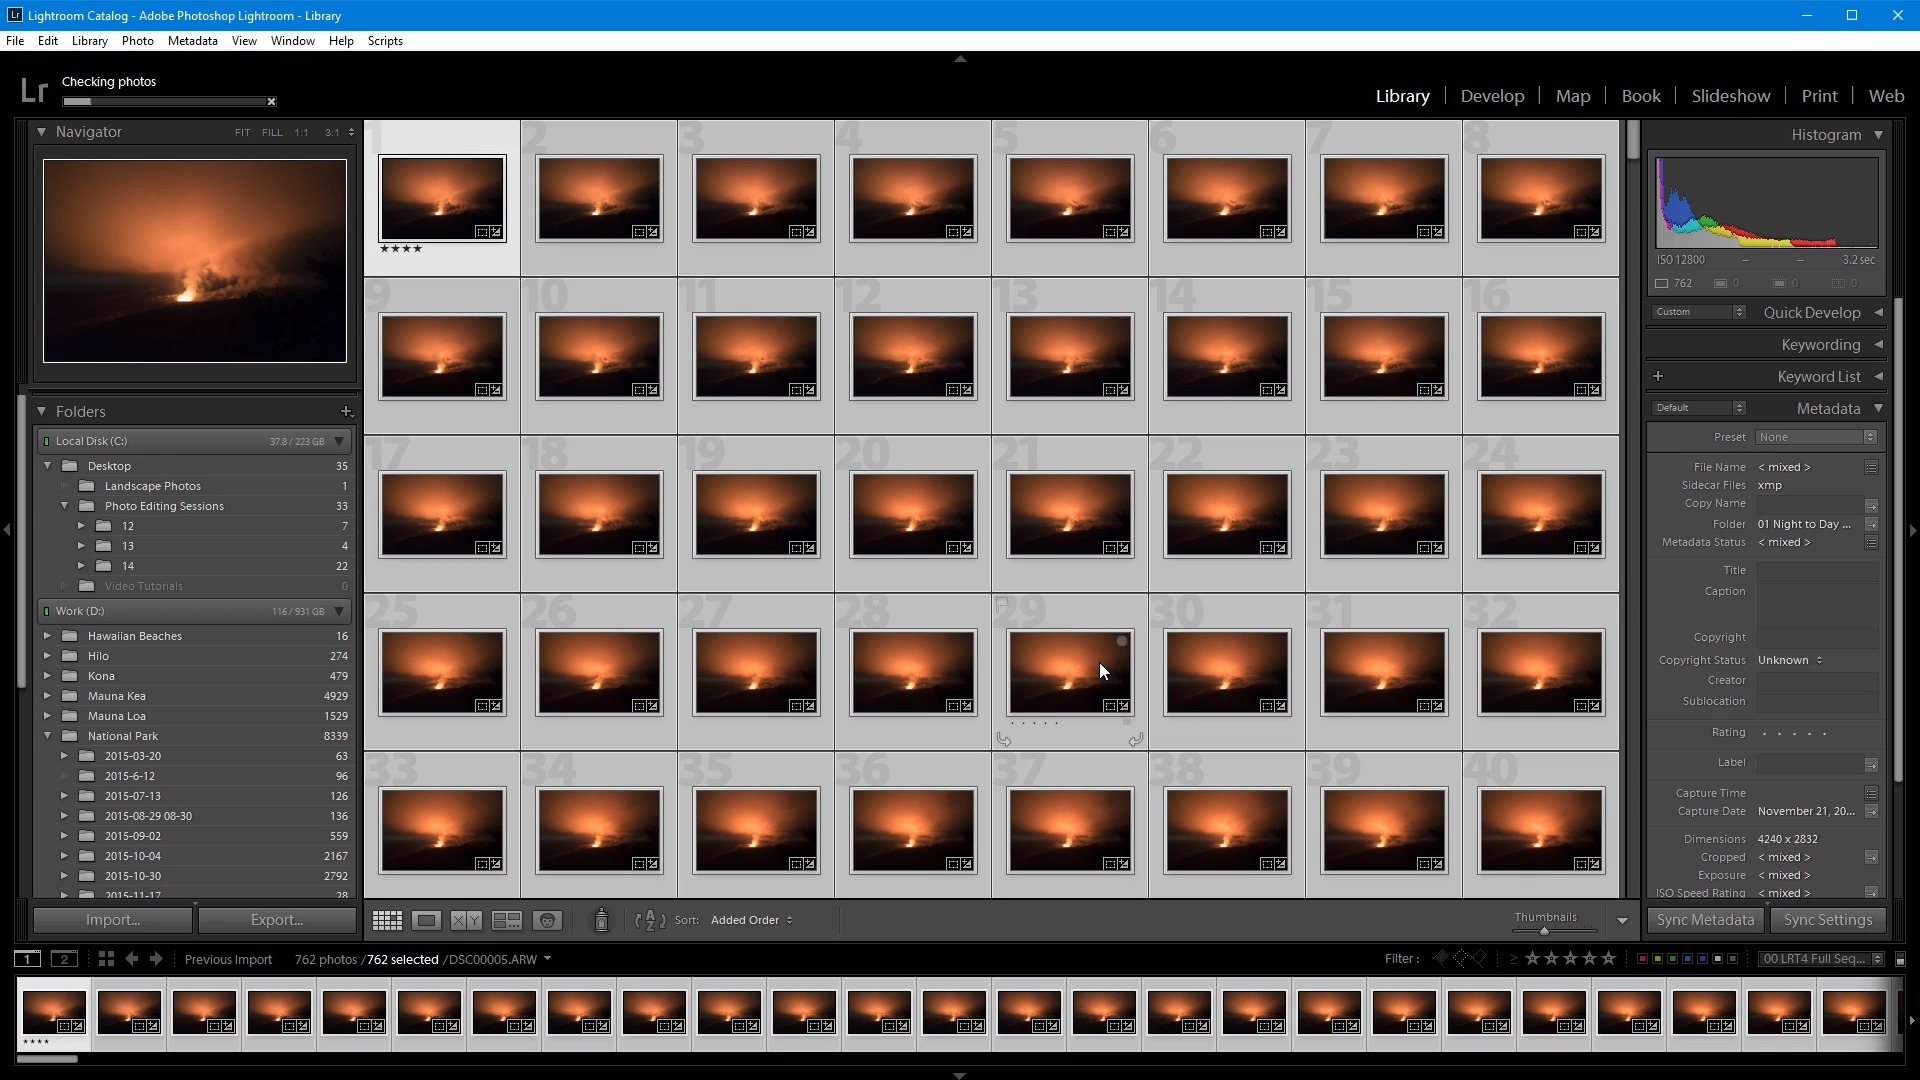 Lr Lightroom Catalog - Adobe Photoshop Lightroom - Library
File Edit Library Photo Metadata View Window Help Scripts
Lr Checking photos
Library | Develop | Map | Book | Slideshow | Print | Web
Navigator FIT FILL 1:1 3:1
Folders
Local Disk (C:) 37.8 / 223 GB
Desktop 35
Landscape Photos 1
Photo Editing Sessions 33
12 7
13 4
14 22
Video Tutorials 0
Work (D:) 116 / 931 GB
Hawaiian Beaches 16
Hilo 274
Kona 479
Mauna Kea 4929
Mauna Loa 1529
National Park 8339
2015-03-20 63
2015-6-12 96
2015-07-13 126
2015-08-29 08-30 136
2015-09-02 559
2015-10-04 2167
2015-10-30 2792
2015-11-17 28
Import... Export...
1 2 3 4 5 6 7 8
★★★★
9 10 11 12 13 14 15 16
17 18 19 20 21 22 23 24
25 26 27 28 29 30 31 32
33 34 35 36 37 38 39 40
XY Sort: Added Order Thumbnails
Histogram
ISO 12800 – – 3.2 sec
762 0 0 0
Custom Quick Develop
Keywording
+ Keyword List
Default Metadata
Preset None
File Name < mixed >
Sidecar Files xmp
Copy Name
Folder 01 Night to Day ...
Metadata Status < mixed >
Title
Caption
Copyright
Copyright Status Unknown
Creator
Sublocation
Rating . . . . .
Label
Capture Time
Capture Date November 21, 20...
Dimensions 4240 x 2832
Cropped < mixed >
Exposure < mixed >
ISO Speed Rating < mixed >
Sync Metadata Sync Settings
1 2 Previous Import 762 photos /762 selected /DSC00005.ARW Filter : ≥ ★★★★★ 00 LRT4 Full Seq...
★★★★